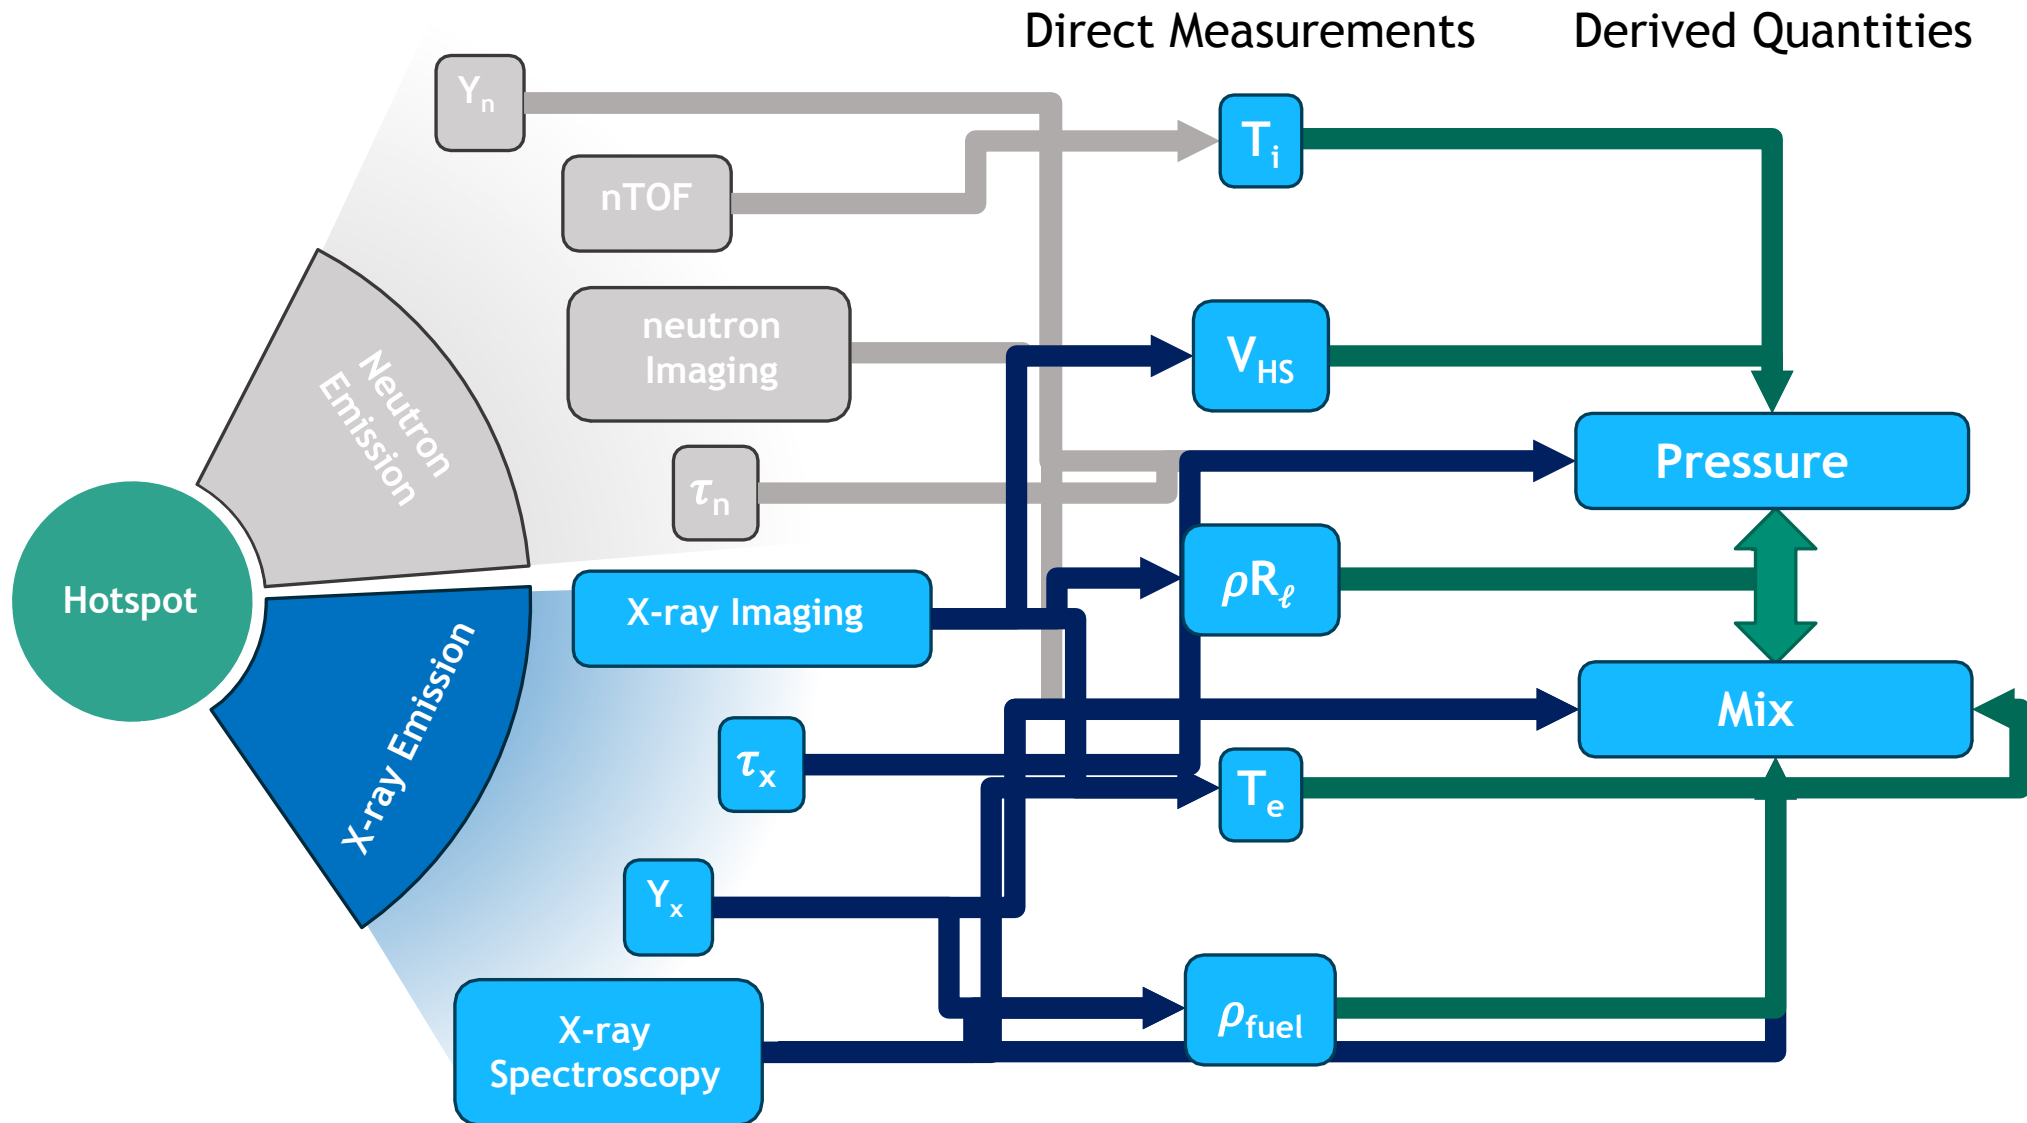 Direct Measurements
Derived Quantities
Yn
nTOF
neutron
Imaging
τn
Neutron
Emission
Hotspot
X-ray Emission
X-ray Imaging
τx
Yx
X-ray
Spectroscopy
Ti
VHS
ρRℓ
Te
ρfuel
Pressure
Mix